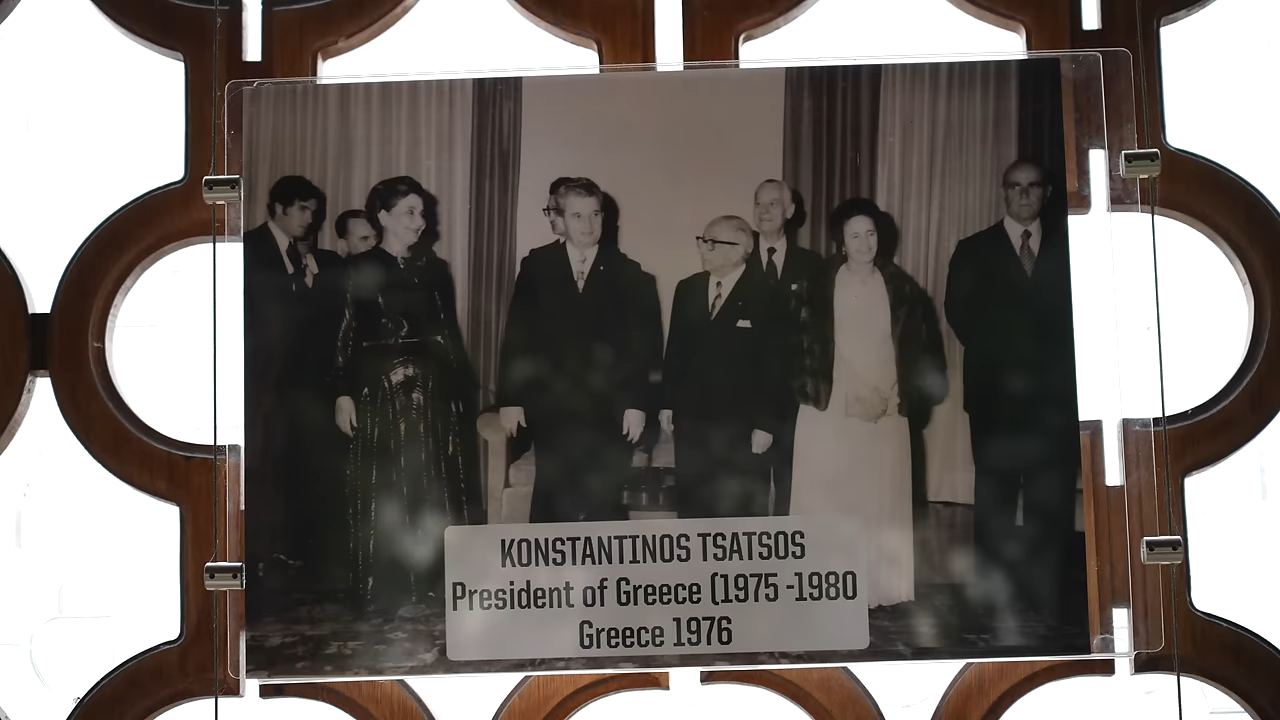 KONSTANTINOS TSATSOS
President of Greece (1975 -1980
Greece 1976